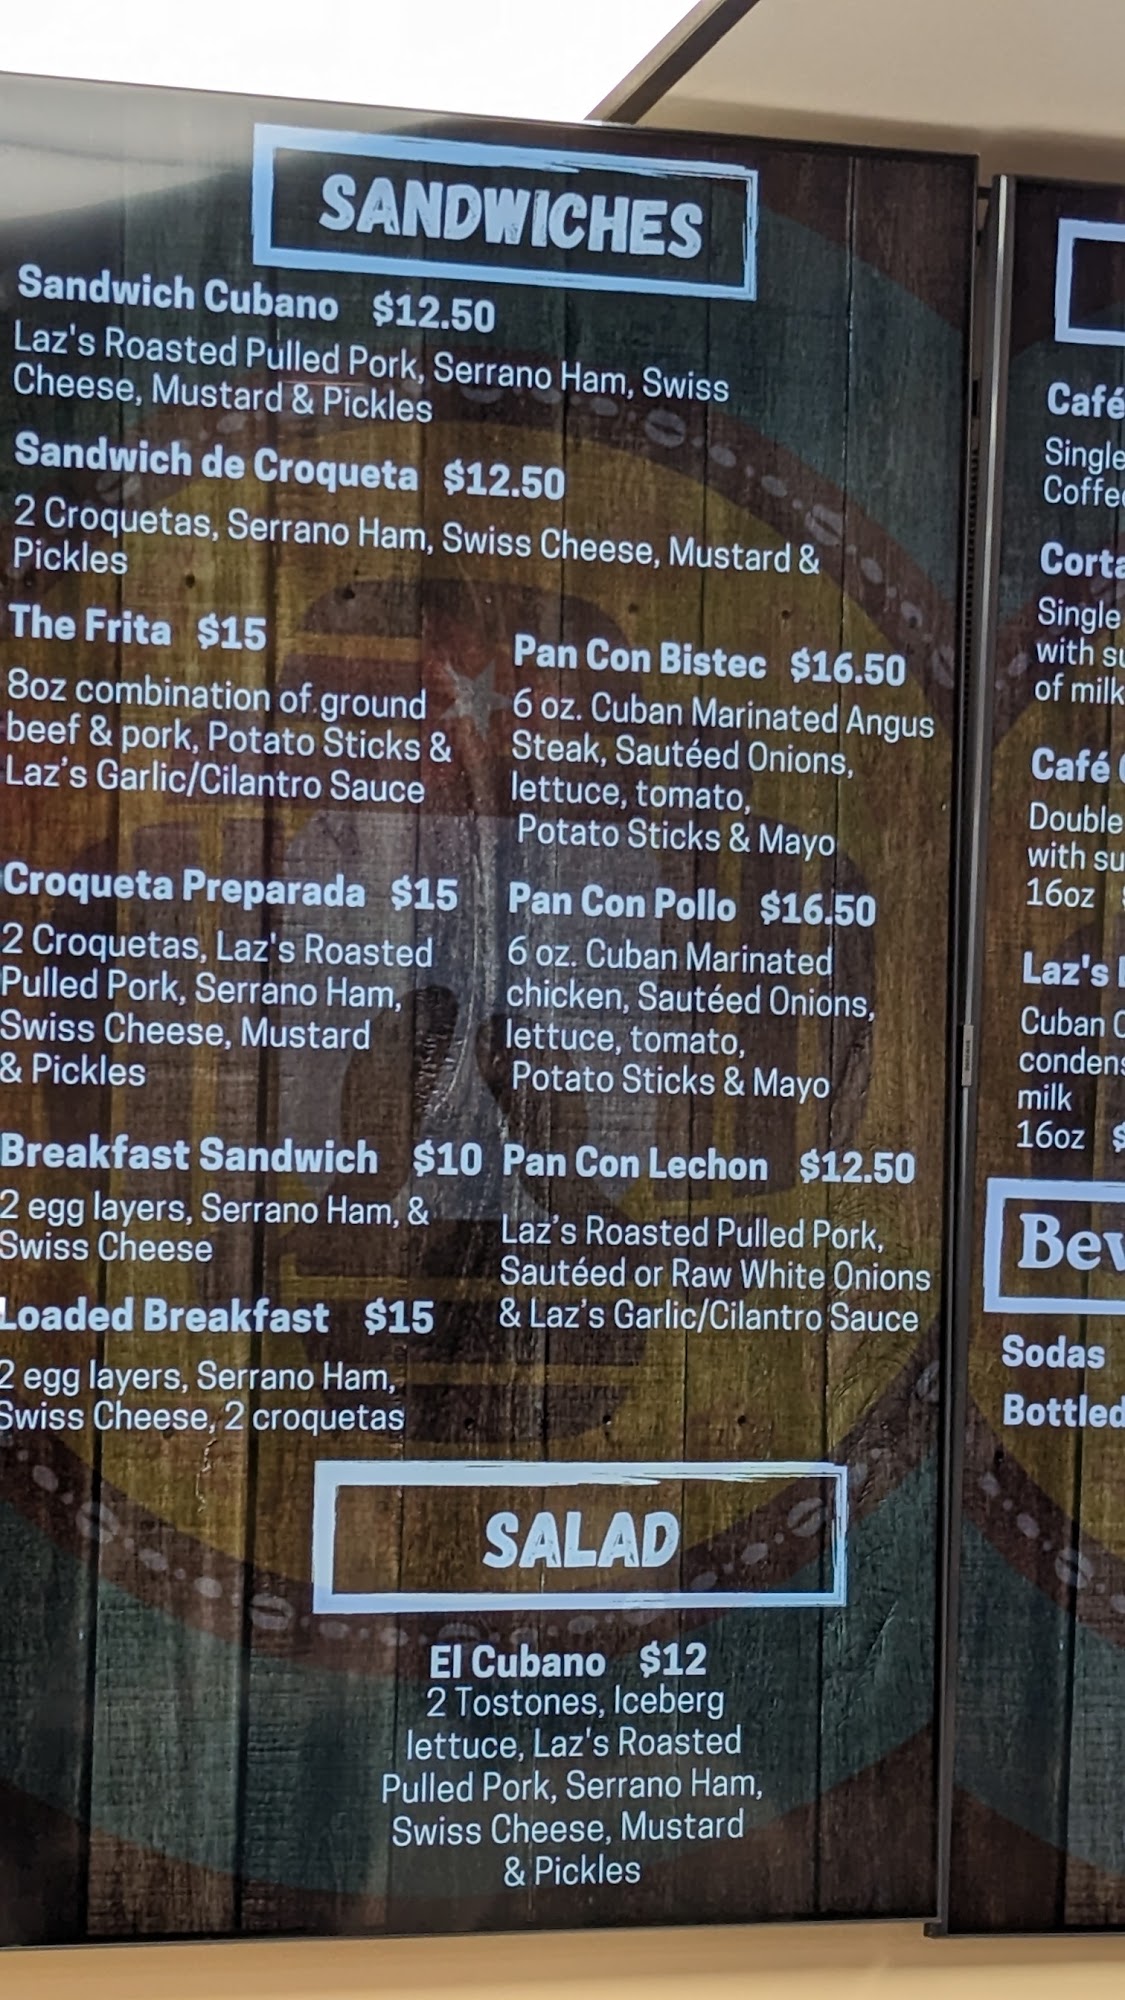 SANDWICHES
Sandwich Cubano $12.50
Laz's Roasted Pulled Pork, Serrano Ham, Swiss
Cheese, Mustard & Pickles
Sandwich de Croqueta $12.50
2 Croquetas, Serrano Ham, Swiss Cheese, Mustard &
Pickles
The Frita $15
8oz combination of ground
beef & pork, Potato Sticks &
Laz's Garlic/Cilantro Sauce
Croqueta Preparada $15
2 Croquetas, Laz's Roasted
Pulled Pork, Serrano Ham,
Swiss Cheese, Mustard
& Pickles
Breakfast Sandwich $10
2 egg layers, Serrano Ham, &
Swiss Cheese
Loaded Breakfast $15
2 egg layers, Serrano Ham,
Swiss Cheese, 2 croquetas
Pan Con Bistec $16.50
6 oz. Cuban Marinated Angus
Steak, Sautéed Onions,
lettuce, tomato,
Potato Sticks & Mayo
Pan Con Pollo $16.50
6 oz. Cuban Marinated
chicken, Sautéed Onions,
lettuce, tomato,
Potato Sticks & Mayo
Pan Con Lechon $12.50
Laz's Roasted Pulled Pork,
Sautéed or Raw White Onions
& Laz's Garlic/Cilantro Sauce
SALAD
El Cubano $12
2 Tostones, Iceberg
lettuce, Laz's Roasted
Pulled Pork, Serrano Ham,
Swiss Cheese, Mustard
& Pickles
Café
Single
Coffe
Corta
Single
with su
of milk
Café
Double
with su
16oz
Laz's
Cuban
condens
milk
16oz $
Bev
Sodas
Bottled